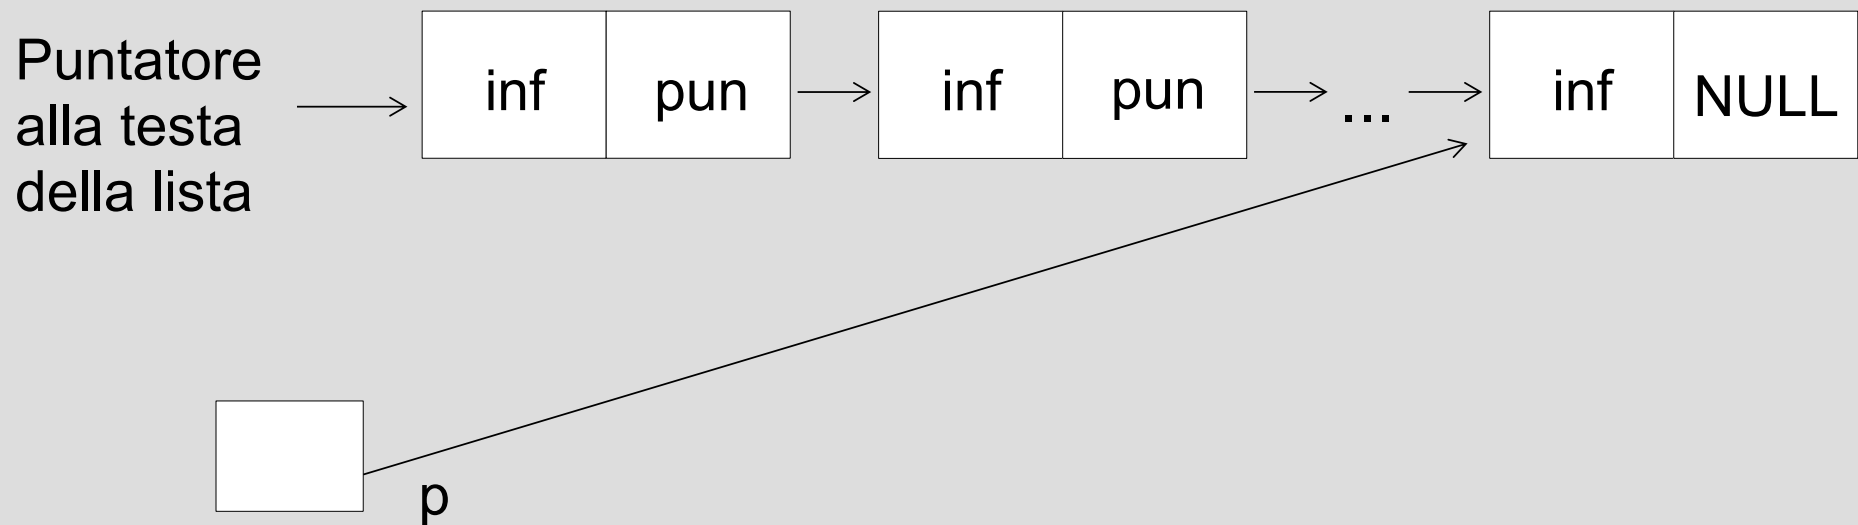 Puntatore
alla testa
della lista
inf pun inf pun ... inf NULL
p